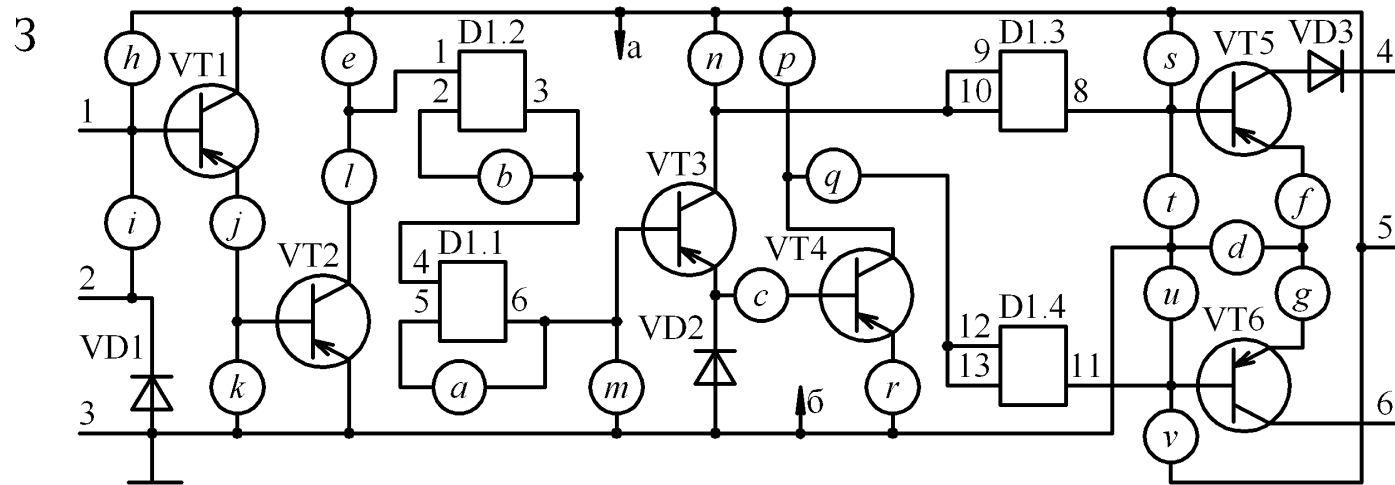 3
h VT1 e 1 D1.2 3 2 a n p 9 D1.3 8 10 s VT5 VD3 4
1
i j l b VT3 q t f
2 VT2 4 D1.1 6 5 c VT4 d 5
VD1 VD2 12 D1.4 11 13 u g VT6
k a m б r 6
3 v